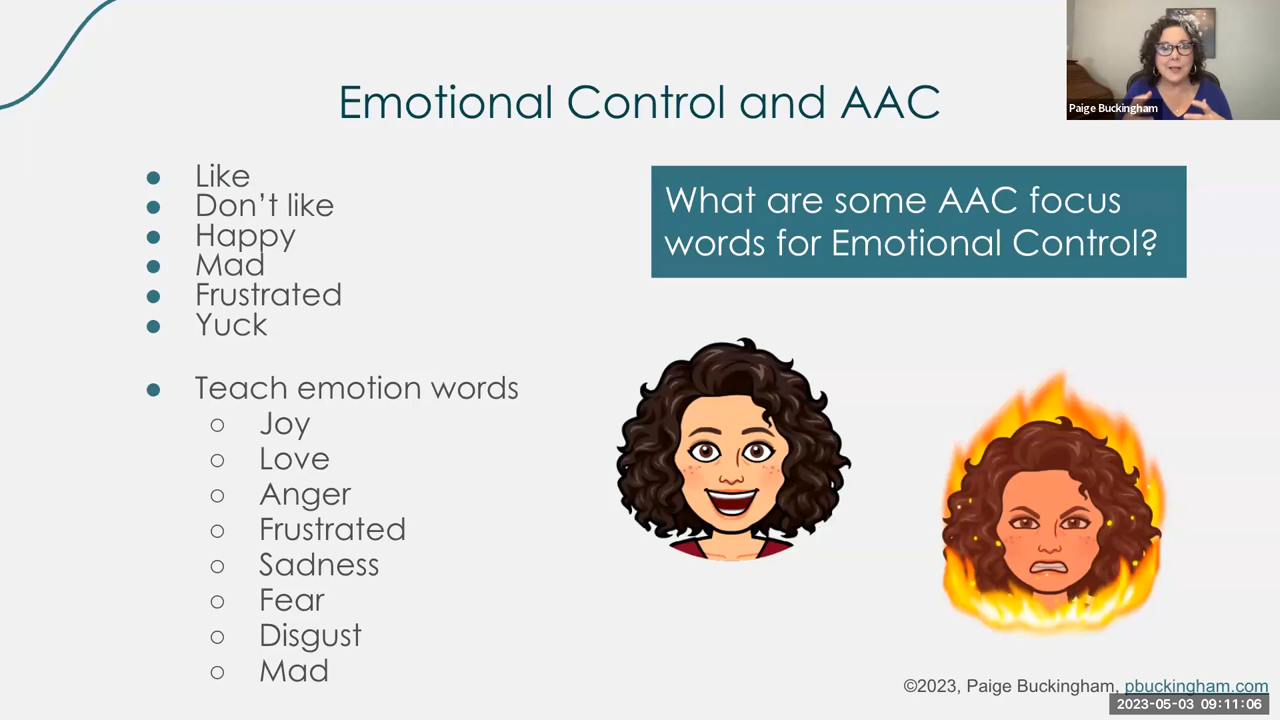 Emotional Control and AAC
Paige Buckingham
Like
Don't like
Happy
Mad
Frustrated
Yuck
Teach emotion words
Joy
Love
Anger
Frustrated
Sadness
Fear
Disgust
Mad
What are some AAC focus
words for Emotional Control?
©2023, Paige Buckingham, pbuckingham.com
2023-05-03 09:11:06